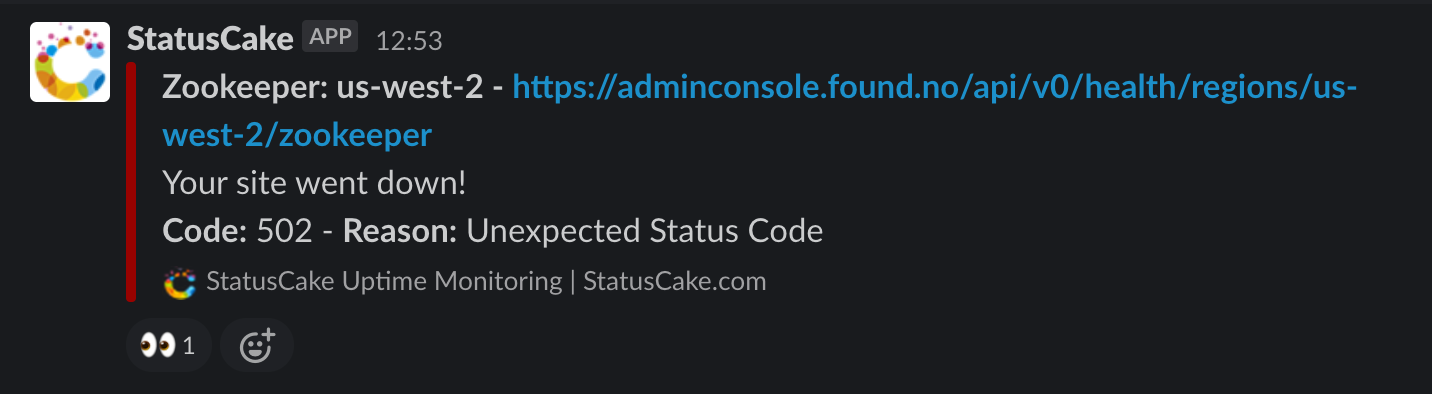 StatusCake APP 12:53
Zookeeper: us-west-2 - https://adminconsole.found.no/api/v0/health/regions/us-
west-2/zookeeper
Your site went down!
Code: 502 - Reason: Unexpected Status Code
StatusCake Uptime Monitoring | StatusCake.com
1